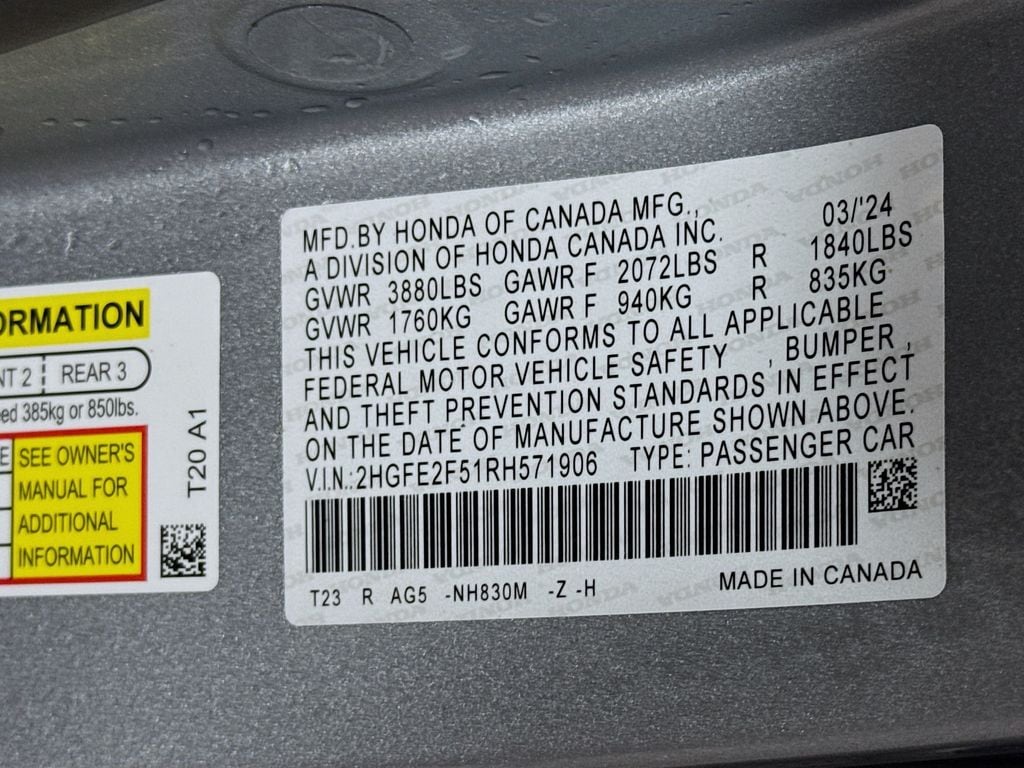 ORMATION
NT 2 REAR 3
ed 385kg or 850lbs.
E SEE OWNER'S
MANUAL FOR
ADDITIONAL
INFORMATION
T20 A1
MFD.BY HONDA OF CANADA MFG., 03/'24
A DIVISION OF HONDA CANADA INC.
GVWR 3880LBS GAWR F 2072LBS R 1840LBS
GVWR 1760KG GAWR F 940KG R 835KG
THIS VEHICLE CONFORMS TO ALL APPLICABLE
FEDERAL MOTOR VEHICLE SAFETY , BUMPER ,
AND THEFT PREVENTION STANDARDS IN EFFECT
ON THE DATE OF MANUFACTURE SHOWN ABOVE.
V.I.N.:2HGFE2F51RH571906 TYPE: PASSENGER CAR
T23 R AG5 -NH830M -Z -H MADE IN CANADA